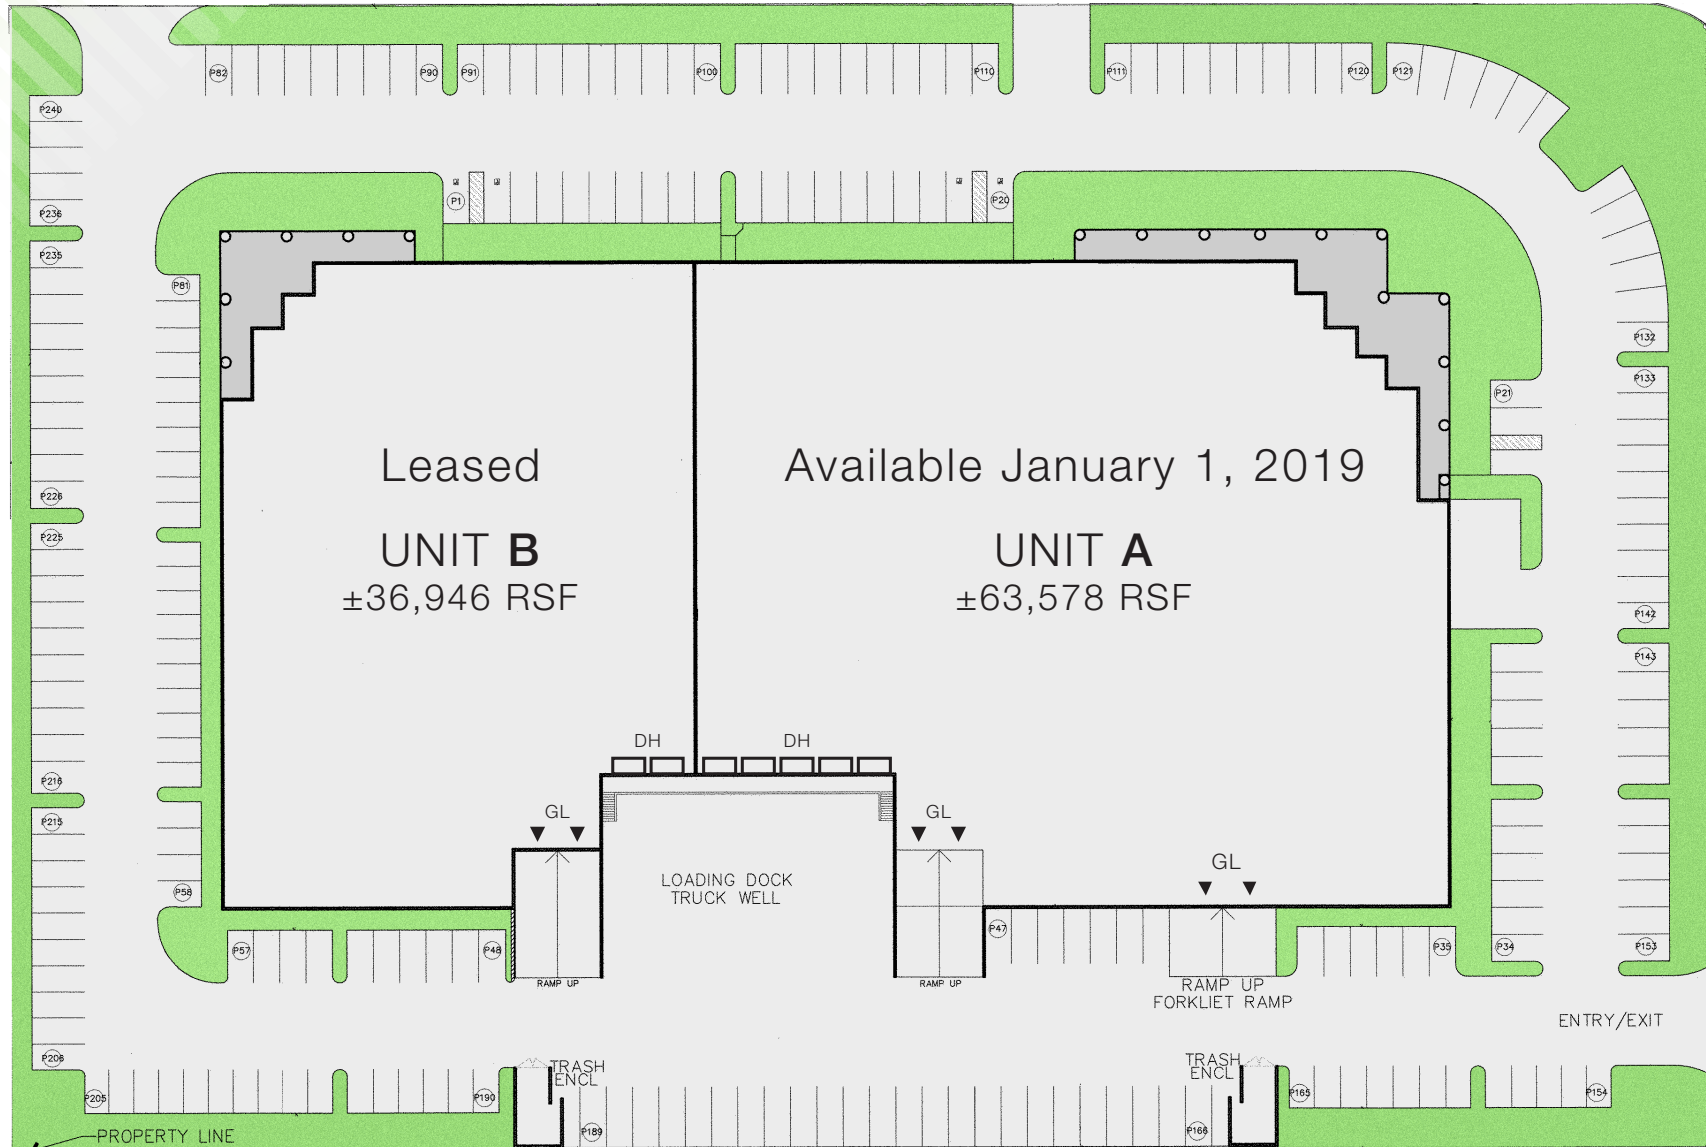 P82
P90
P91
P100
P110
P111
P120
P121
P240
P236
P235
P1
P20
P81
P132
P133
P21
Leased
Available January 1, 2019
P226
P225
UNIT B
UNIT A
±36,946 RSF
±63,578 RSF
P142
P143
DH
DH
P216
P215
GL
GL
GL
P58
LOADING DOCK
TRUCK WELL
P57
P48
P47
P35
P34
P153
RAMP UP
RAMP UP
RAMP UP
FORKLIET RAMP
ENTRY/EXIT
P206
TRASH
ENCL
TRASH
ENCL
P205
P190
P165
P154
P189
P166
PROPERTY LINE